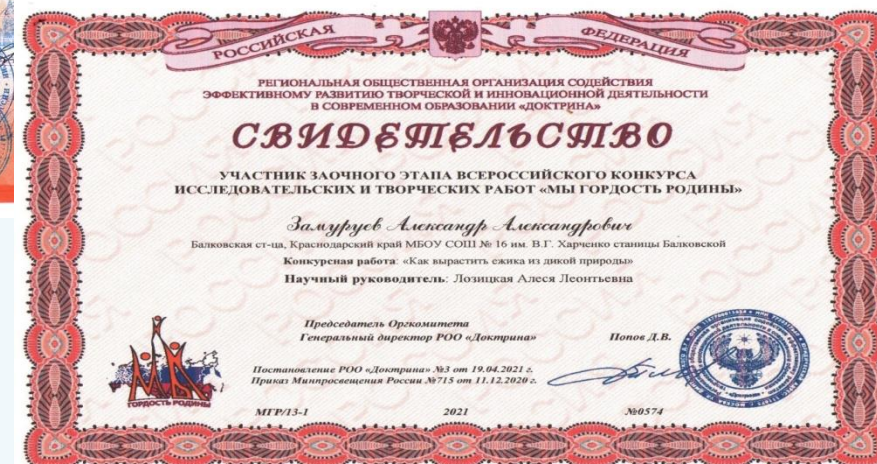 РОССИЙСКАЯ ФЕДЕРАЦИЯ
РЕГИОНАЛЬНАЯ ОБЩЕСТВЕННАЯ ОРГАНИЗАЦИЯ СОДЕЙСТВИЯ
ЭФФЕКТИВНОМУ РАЗВИТИЮ ТВОРЧЕСКОЙ И ИННОВАЦИОННОЙ ДЕЯТЕЛЬНОСТИ
В СОВРЕМЕННОМ ОБРАЗОВАНИИ «ДОКТРИНА»
СВИДЕТЕЛЬСТВО
УЧАСТНИК ЗАОЧНОГО ЭТАПА ВСЕРОССИЙСКОГО КОНКУРСА
ИССЛЕДОВАТЕЛЬСКИХ И ТВОРЧЕСКИХ РАБОТ «МЫ ГОРДОСТЬ РОДИНЫ»
Замуруев Александр Александрович
Балковская ст-ца, Краснодарский край МБОУ СОШ № 16 им. В.Г. Харченко станицы Балковской
Конкурсная работа: «Как вырастить ежика из дикой природы»
Научный руководитель: Лозицкая Алеся Леонтьевна
Председатель Оргкомитета
Генеральный директор РОО «Доктрина» Попов Д.В.
Постановление РОО «Доктрина» №3 от 19.04.2021 г.
Приказ Минпросвещения России №715 от 11.12.2020 г.
ГОРДОСТЬ РОДИНЫ
МГР/13-1 2021 №0574